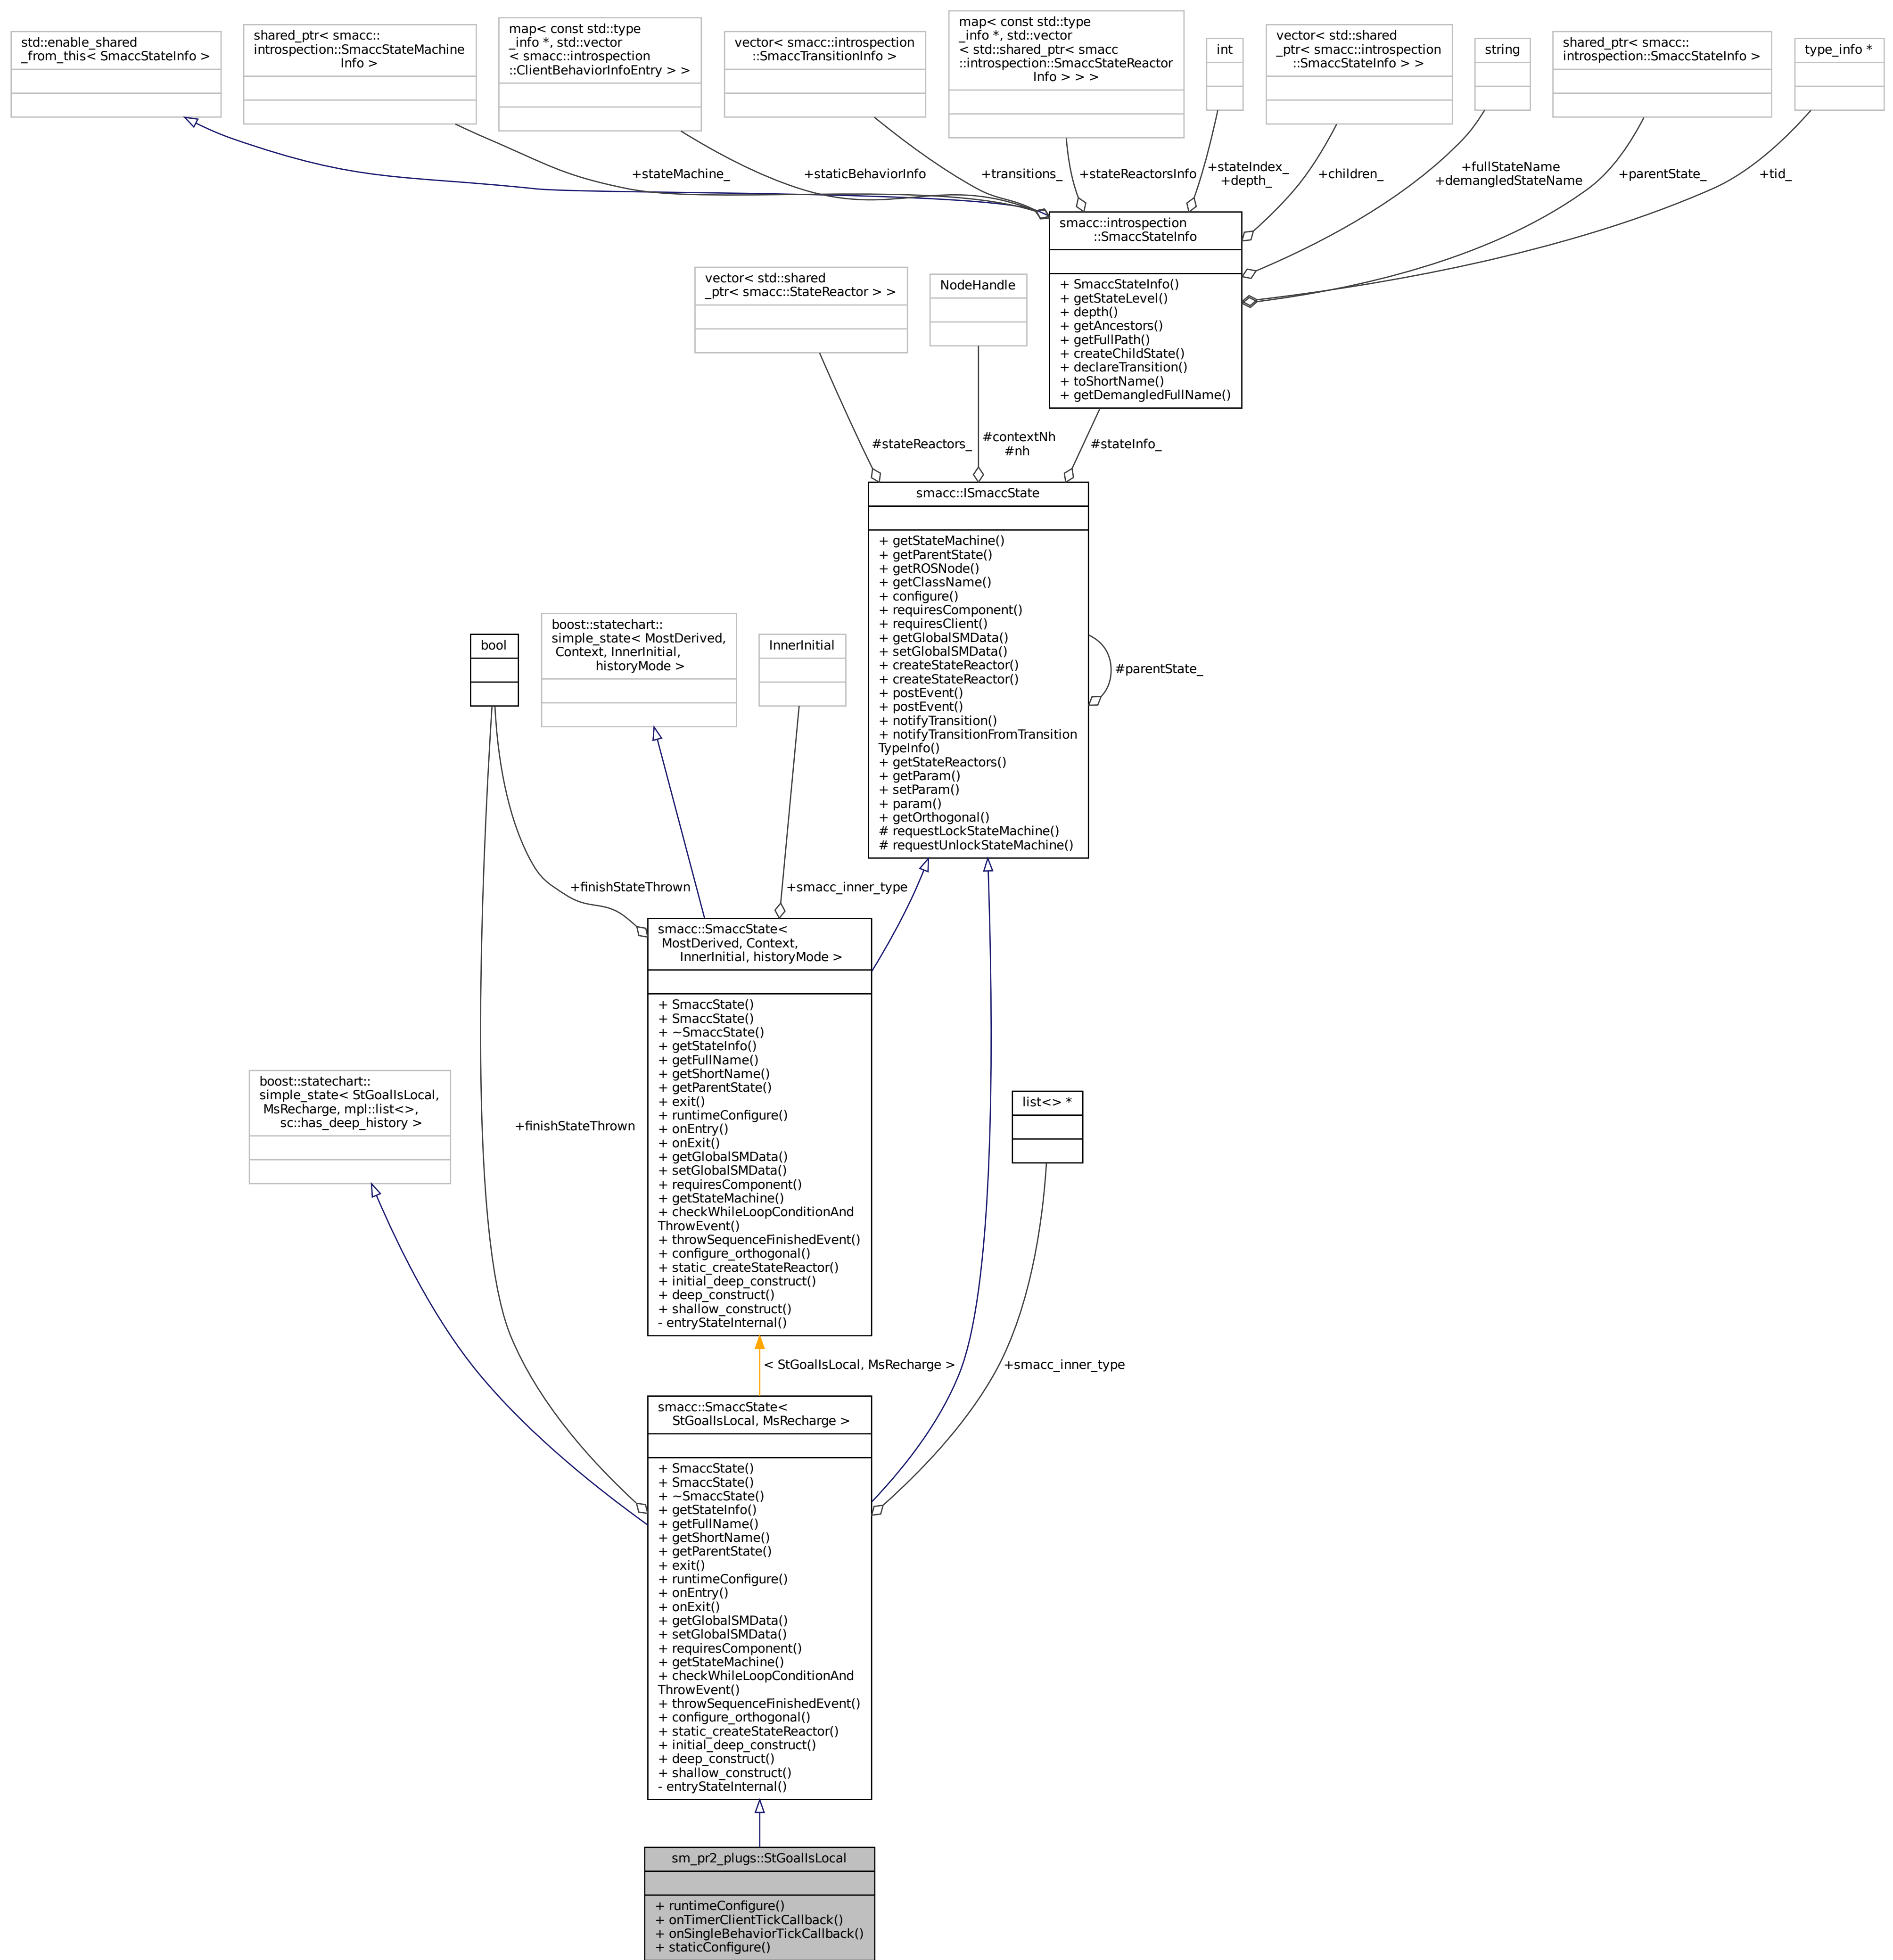 std::enable_shared
_from_this< SmaccStateInfo >
shared_ptr< smacc::
introspection::SmaccStateMachine
Info >
map< const std::type
_info *, std::vector
< smacc::introspection
::ClientBehaviorInfoEntry > >
vector< smacc::introspection
::SmaccTransitionInfo >
map< const std::type
_info *, std::vector
< std::shared_ptr< smacc
::introspection::SmaccStateReactor
Info > > >
int
vector< std::shared
_ptr< smacc::introspection
::SmaccStateInfo > >
string
shared_ptr< smacc::
introspection::SmaccStateInfo >
type_info *
+stateMachine_
+staticBehaviorInfo
+transitions_
+stateReactorsInfo
+stateIndex_
+depth_
+children_
+fullStateName
+demangledStateName
+parentState_
+tid_
smacc::introspection
::SmaccStateInfo
+ SmaccStateInfo()
+ getStateLevel()
+ depth()
+ getAncestors()
+ getFullPath()
+ createChildState()
+ declareTransition()
+ toShortName()
+ getDemangledFullName()
vector< std::shared
_ptr< smacc::StateReactor > >
NodeHandle
#stateReactors_
#contextNh
#nh
#stateInfo_
smacc::ISmaccState
+ getStateMachine()
+ getParentState()
+ getROSNode()
+ getClassName()
+ configure()
+ requiresComponent()
+ requiresClient()
+ getGlobalSMData()
+ setGlobalSMData()
+ createStateReactor()
+ createStateReactor()
+ postEvent()
+ postEvent()
+ notifyTransition()
+ notifyTransitionFromTransition
TypeInfo()
+ getStateReactors()
+ getParam()
+ setParam()
+ param()
+ getOrthogonal()
# requestLockStateMachine()
# requestUnlockStateMachine()
#parentState_
bool
boost::statechart::
simple_state< MostDerived,
Context, InnerInitial,
historyMode >
InnerInitial
+finishStateThrown
+smacc_inner_type
smacc::SmaccState<
MostDerived, Context,
InnerInitial, historyMode >
+ SmaccState()
+ SmaccState()
+ ~SmaccState()
+ getStateInfo()
+ getFullName()
+ getShortName()
+ getParentState()
+ exit()
+ runtimeConfigure()
+ onEntry()
+ onExit()
+ getGlobalSMData()
+ setGlobalSMData()
+ requiresComponent()
+ getStateMachine()
+ checkWhileLoopConditionAnd
ThrowEvent()
+ throwSequenceFinishedEvent()
+ configure_orthogonal()
+ static_createStateReactor()
+ initial_deep_construct()
+ deep_construct()
+ shallow_construct()
- entryStateInternal()
boost::statechart::
simple_state< StGoalIsLocal,
MsRecharge, mpl::list<>,
sc::has_deep_history >
+finishStateThrown
list<> *
< StGoalIsLocal, MsRecharge >
+smacc_inner_type
smacc::SmaccState<
StGoalIsLocal, MsRecharge >
+ SmaccState()
+ SmaccState()
+ ~SmaccState()
+ getStateInfo()
+ getFullName()
+ getShortName()
+ getParentState()
+ exit()
+ runtimeConfigure()
+ onEntry()
+ onExit()
+ getGlobalSMData()
+ setGlobalSMData()
+ requiresComponent()
+ getStateMachine()
+ checkWhileLoopConditionAnd
ThrowEvent()
+ throwSequenceFinishedEvent()
+ configure_orthogonal()
+ static_createStateReactor()
+ initial_deep_construct()
+ deep_construct()
+ shallow_construct()
- entryStateInternal()
sm_pr2_plugs::StGoalIsLocal
+ runtimeConfigure()
+ onTimerClientTickCallback()
+ onSingleBehaviorTickCallback()
+ staticConfigure()